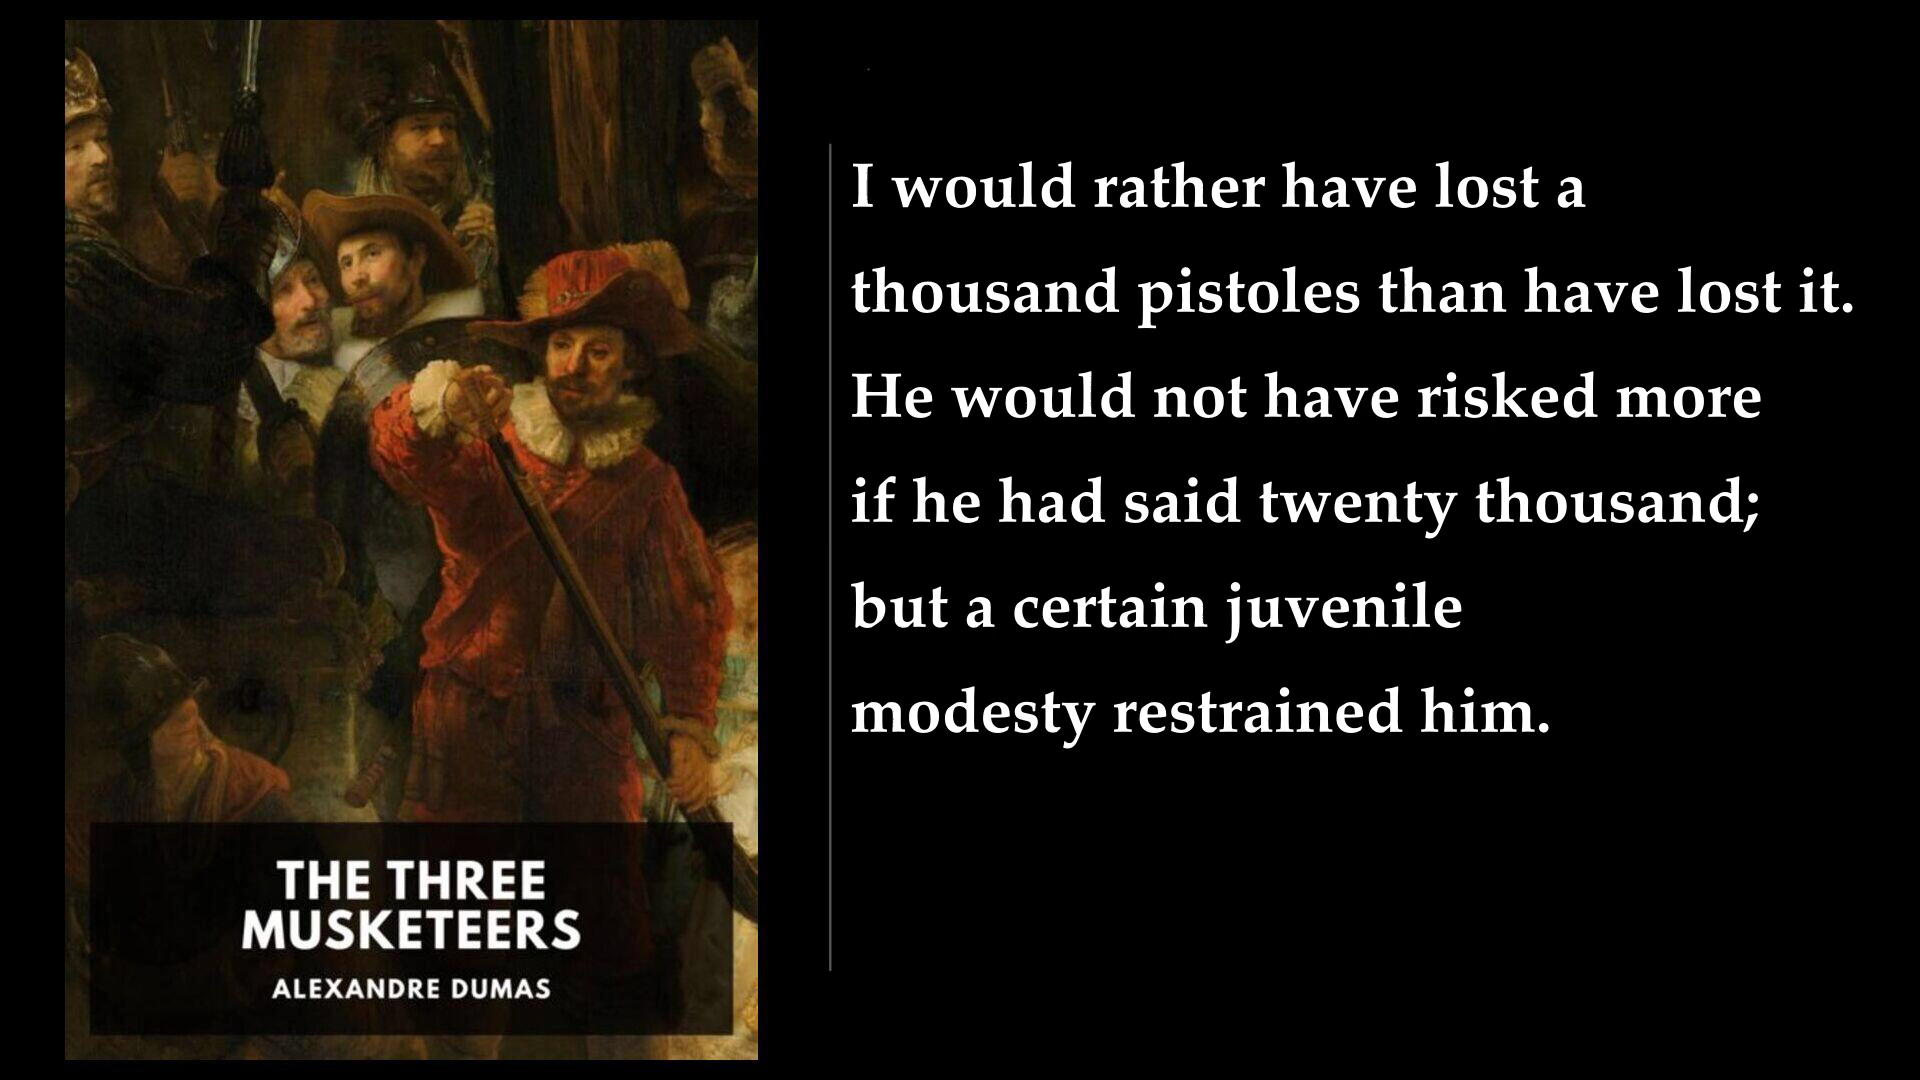 THE THREE
MUSKETEERS
ALEXANDRE DUMAS
I would rather have lost a
thousand pistoles than have lost it.
He would not have risked more
if he had said twenty thousand;
but a certain juvenile
modesty restrained him.